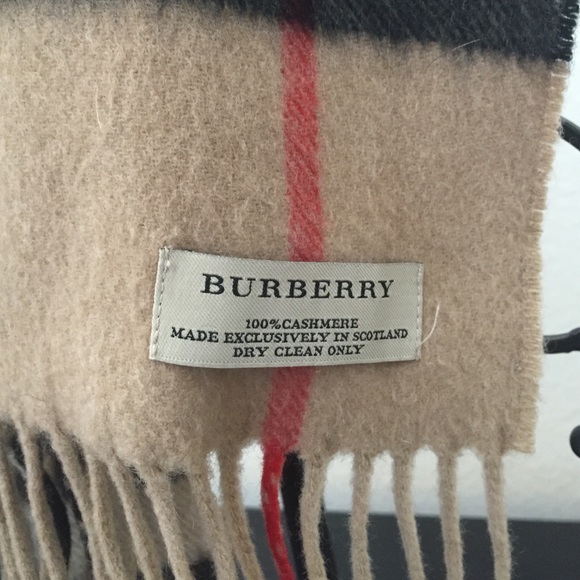 BURBERRY
100%CASHMERE
MADE EXCLUSIVELY IN SCOTLAND
DRY CLEAN ONLY